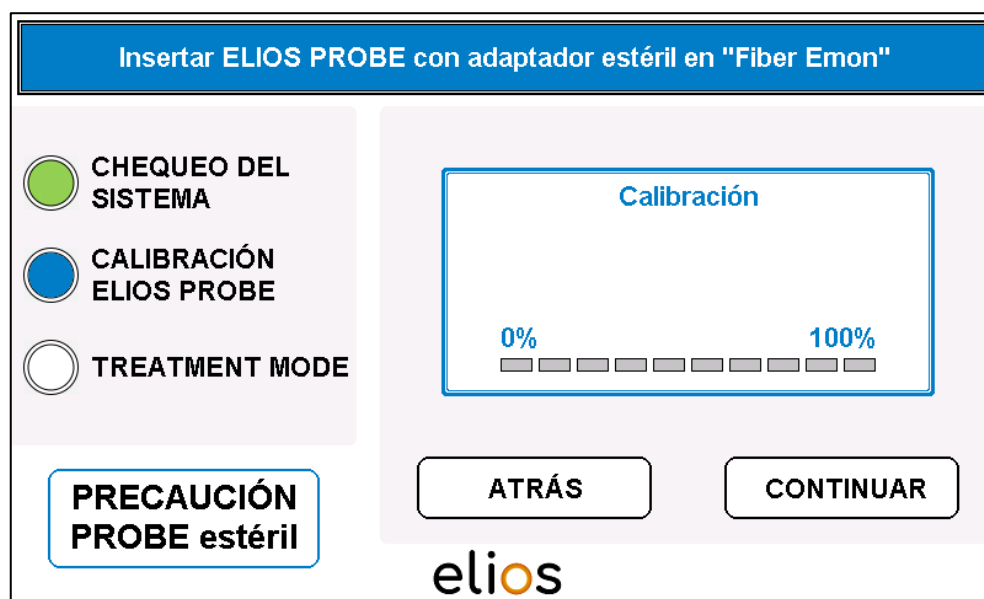 Insertar ELIOS PROBE con adaptador estéril en "Fiber Emon"
CHEQUEO DEL
SISTEMA
CALIBRACIÓN
ELIOS PROBE
TREATMENT MODE
PRECAUCIÓN
PROBE estéril
Calibración
0% 100%
ATRÁS CONTINUAR
elios